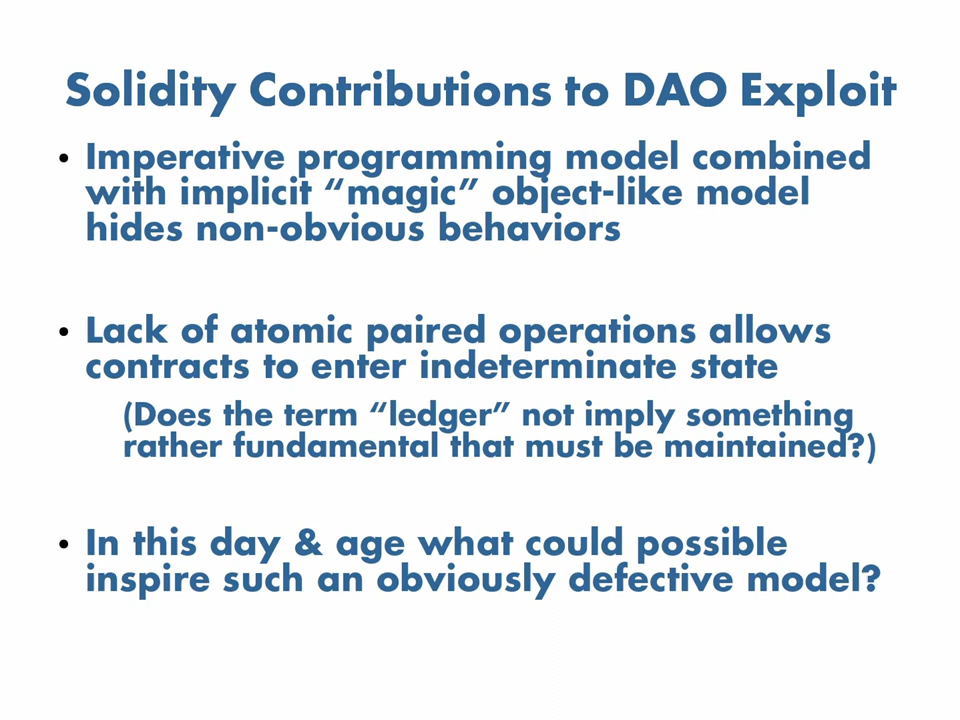 Solidity Contributions to DAO Exploit
• Imperative programming model combined
with implicit “magic” object-like model
hides non-obvious behaviors
• Lack of atomic paired operations allows
contracts to enter indeterminate state
(Does the term “ledger” not imply something
rather fundamental that must be maintained?)
• In this day & age what could possible
inspire such an obviously defective model?